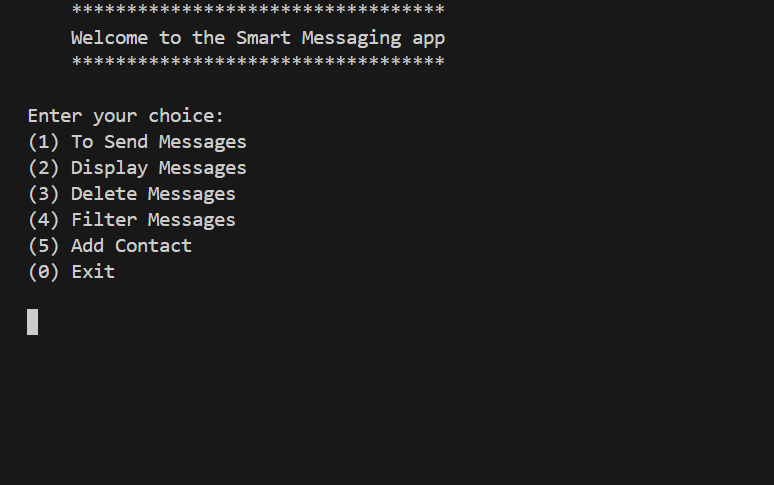 **********************************
Welcome to the Smart Messaging app
**********************************
Enter your choice:
(1) To Send Messages
(2) Display Messages
(3) Delete Messages
(4) Filter Messages
(5) Add Contact
(0) Exit